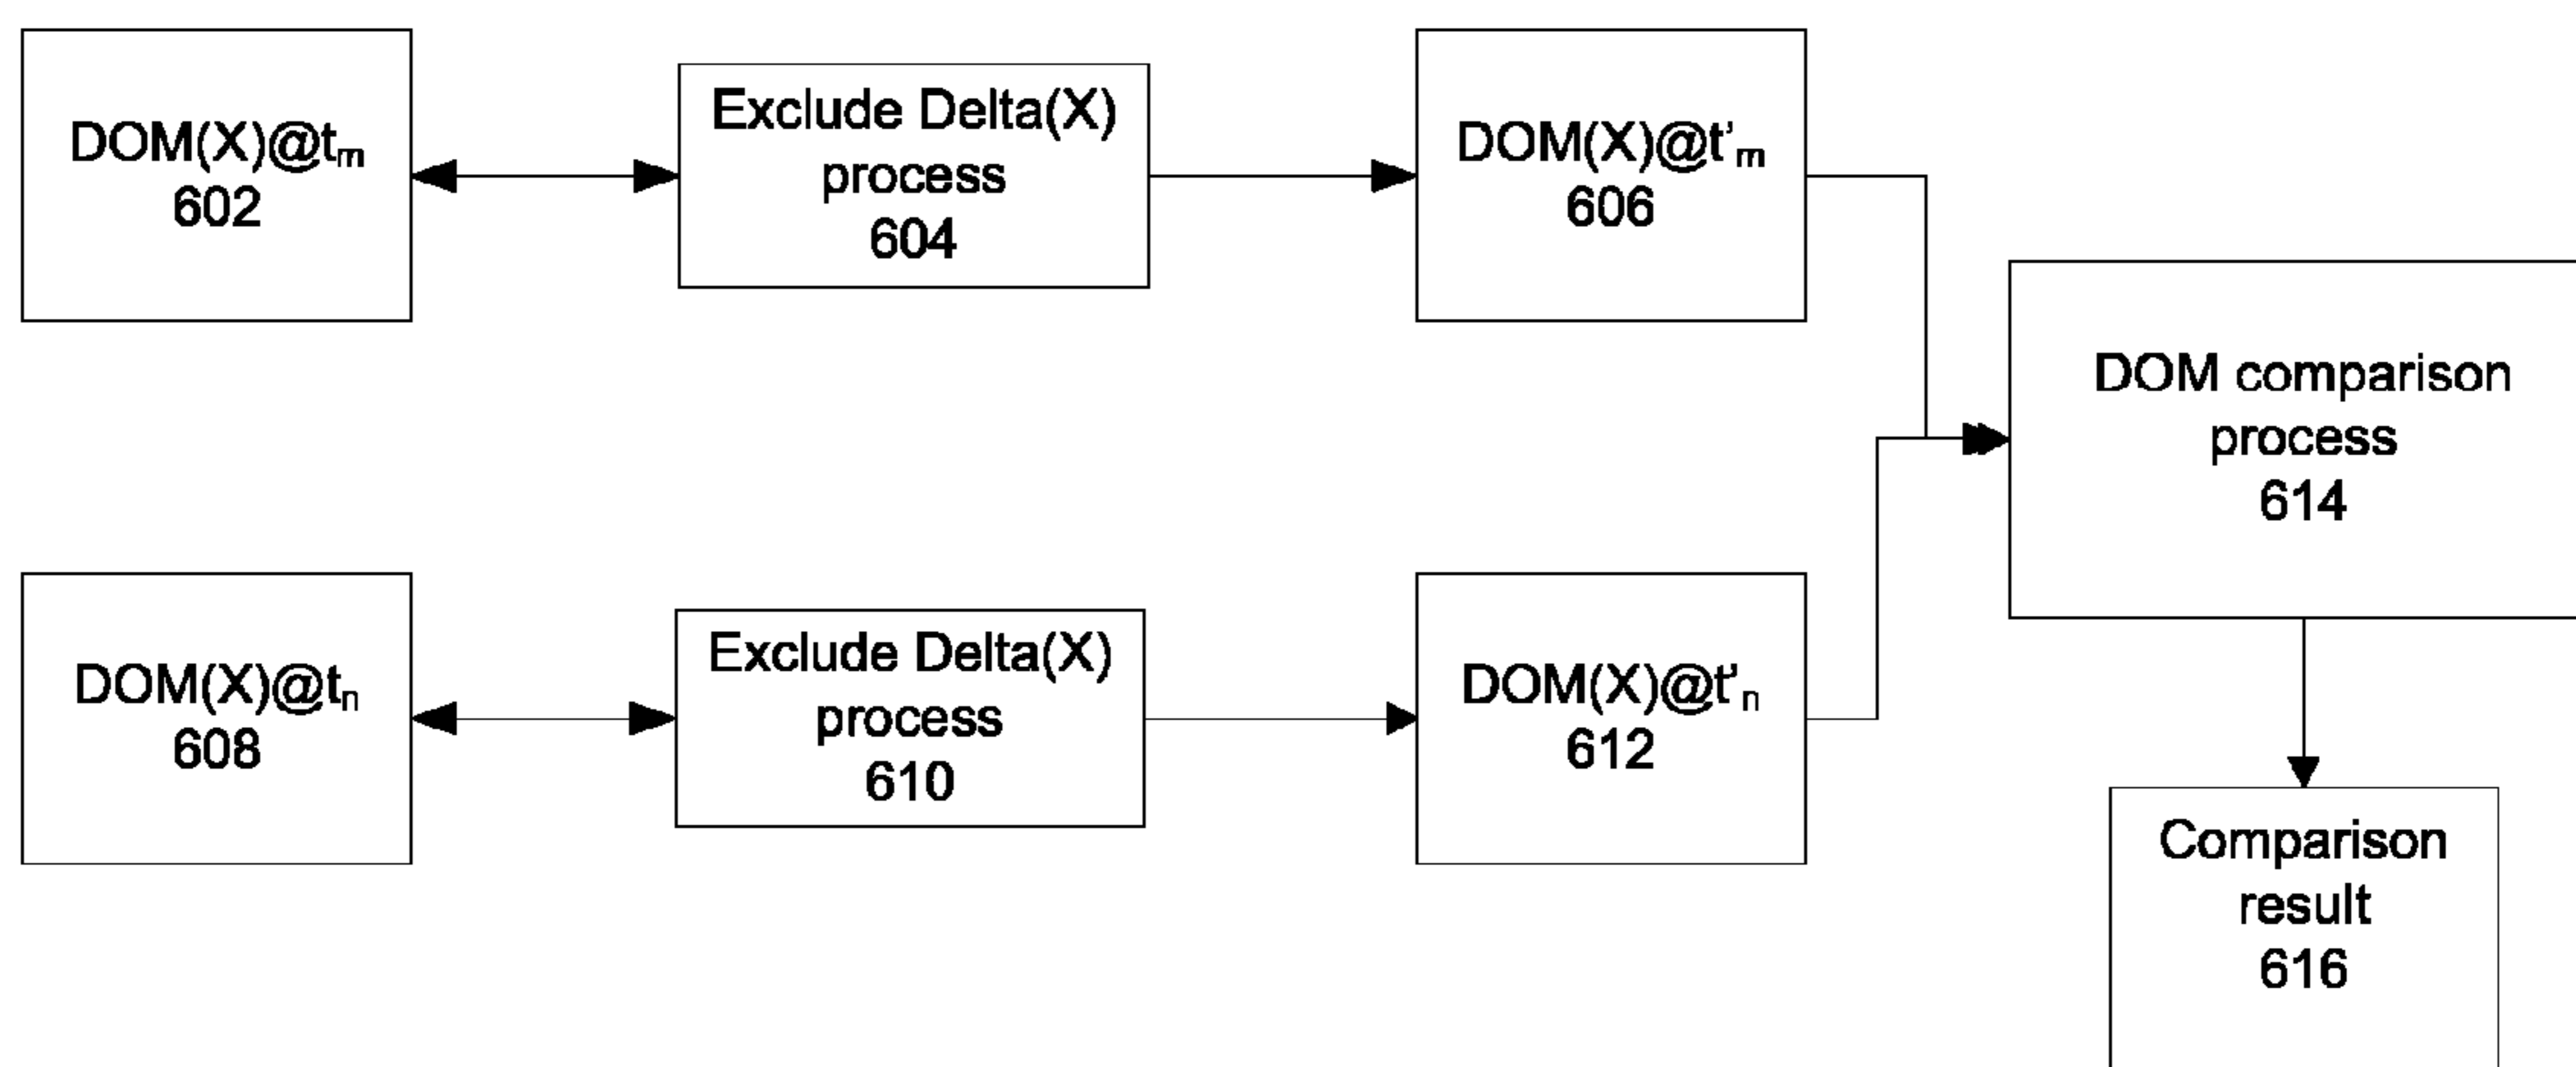 DOM(X)@tm
602
Exclude Delta(X)
process
604
DOM(X)@t'm
606
DOM comparison
process
614
DOM(X)@tn
608
Exclude Delta(X)
process
610
DOM(X)@t'n
612
Comparison
result
616